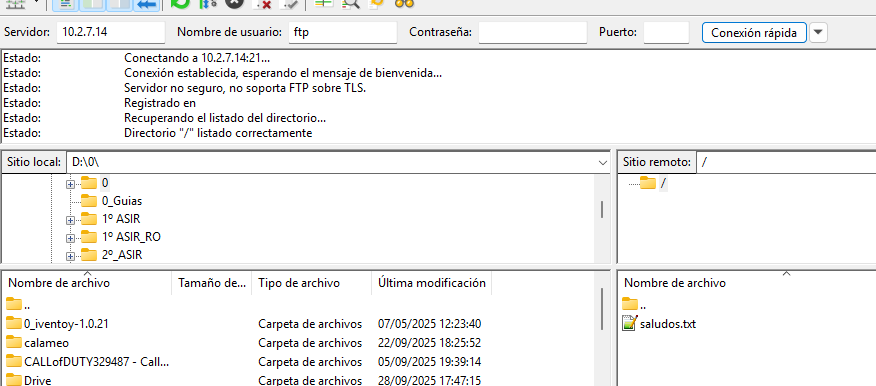 Servidor: 10.2.7.14 Nombre de usuario: ftp Contraseña: Puerto: Conexión rápida
Estado: Conectando a 10.2.7.14:21...
Estado: Conexión establecida, esperando el mensaje de bienvenida...
Estado: Servidor no seguro, no soporta FTP sobre TLS.
Estado: Registrado en
Estado: Recuperando el listado del directorio...
Estado: Directorio "/" listado correctamente
Sitio local: D:\0\
0
0_Guias
1º ASIR
1º ASIR_RO
2º_ASIR
Sitio remoto: /
/
Nombre de archivo Tamaño de... Tipo de archivo Última modificación
..
0_iventoy-1.0.21 Carpeta de archivos 07/05/2025 12:23:40
calameo Carpeta de archivos 22/09/2025 18:25:52
CALLofDUTY329487 - Call... Carpeta de archivos 05/09/2025 19:39:14
Drive Carpeta de archivos 28/09/2025 17:47:15
Nombre de archivo
..
saludos.txt